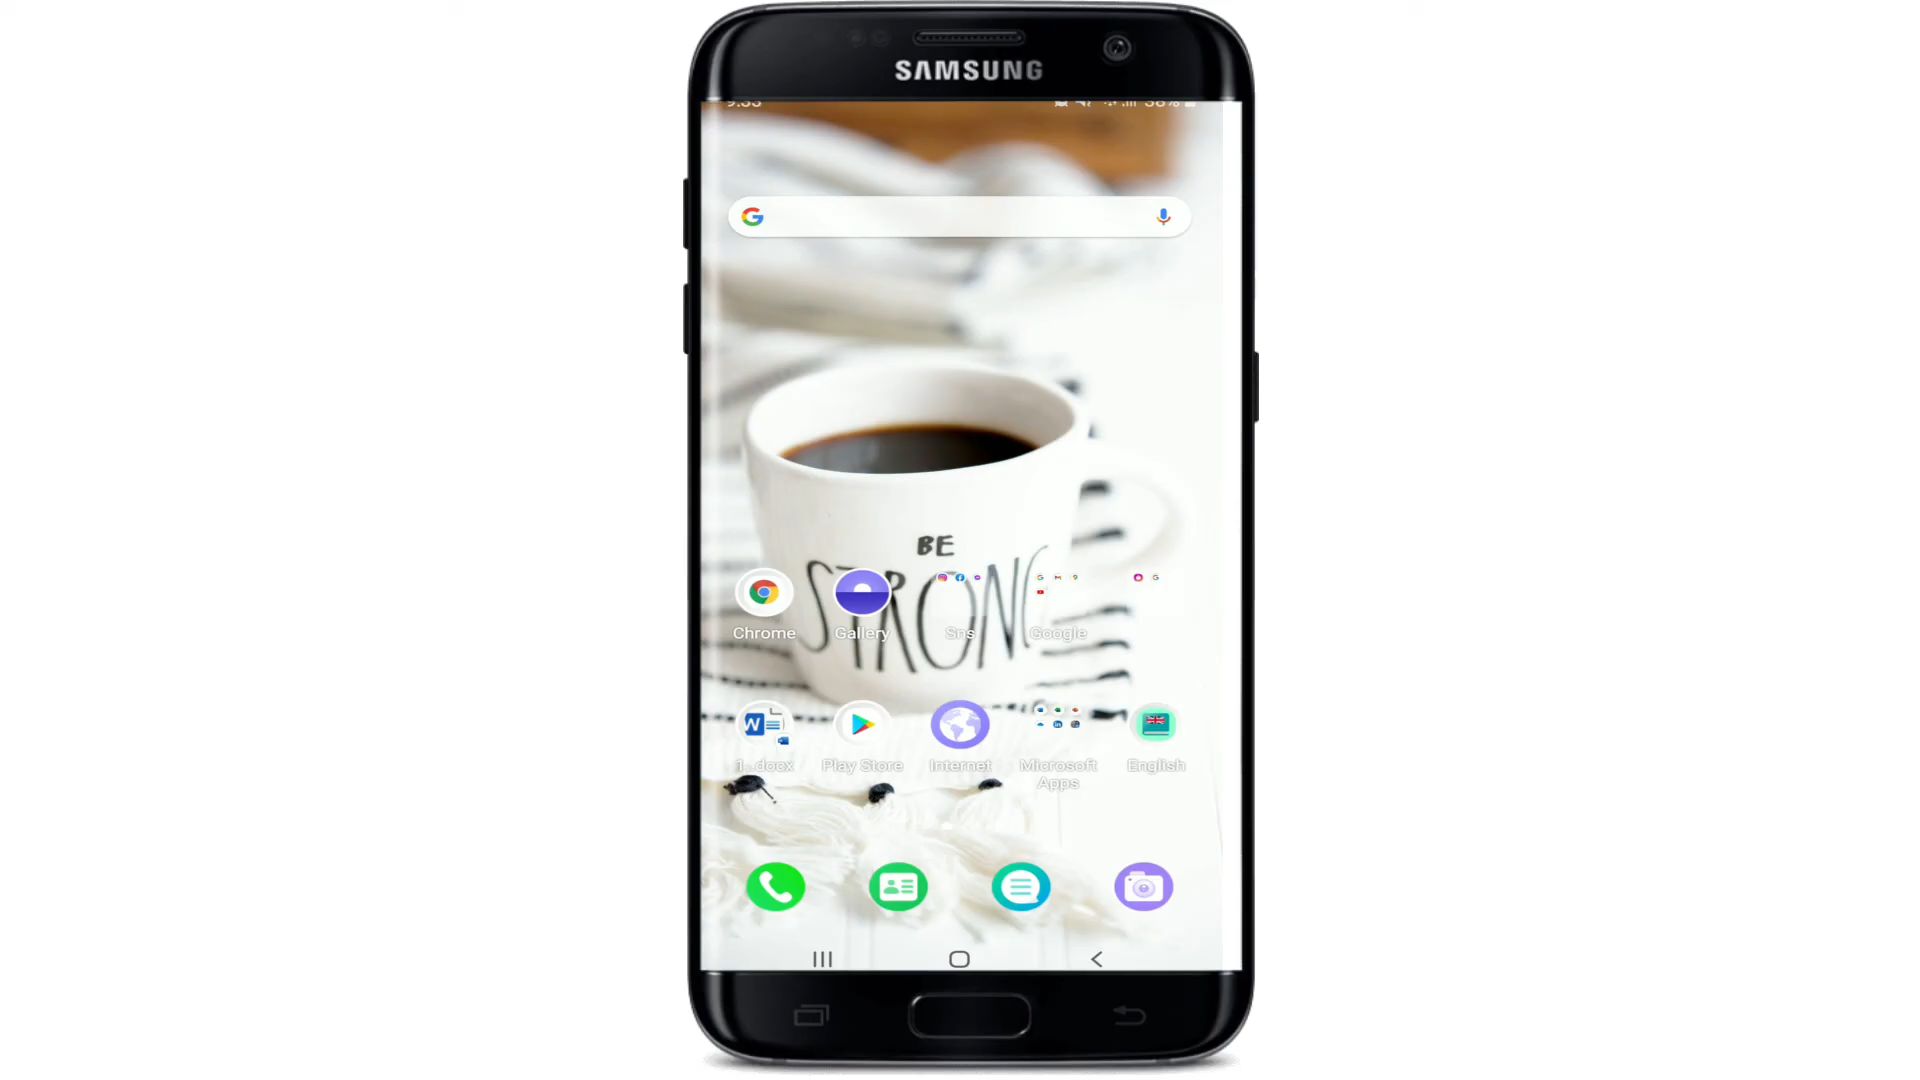 SAMSUNG
BE
STRONG
Chrome
Gallery
Sns
Google
1...docx
Play Store
Internet
Microsoft
Apps
English